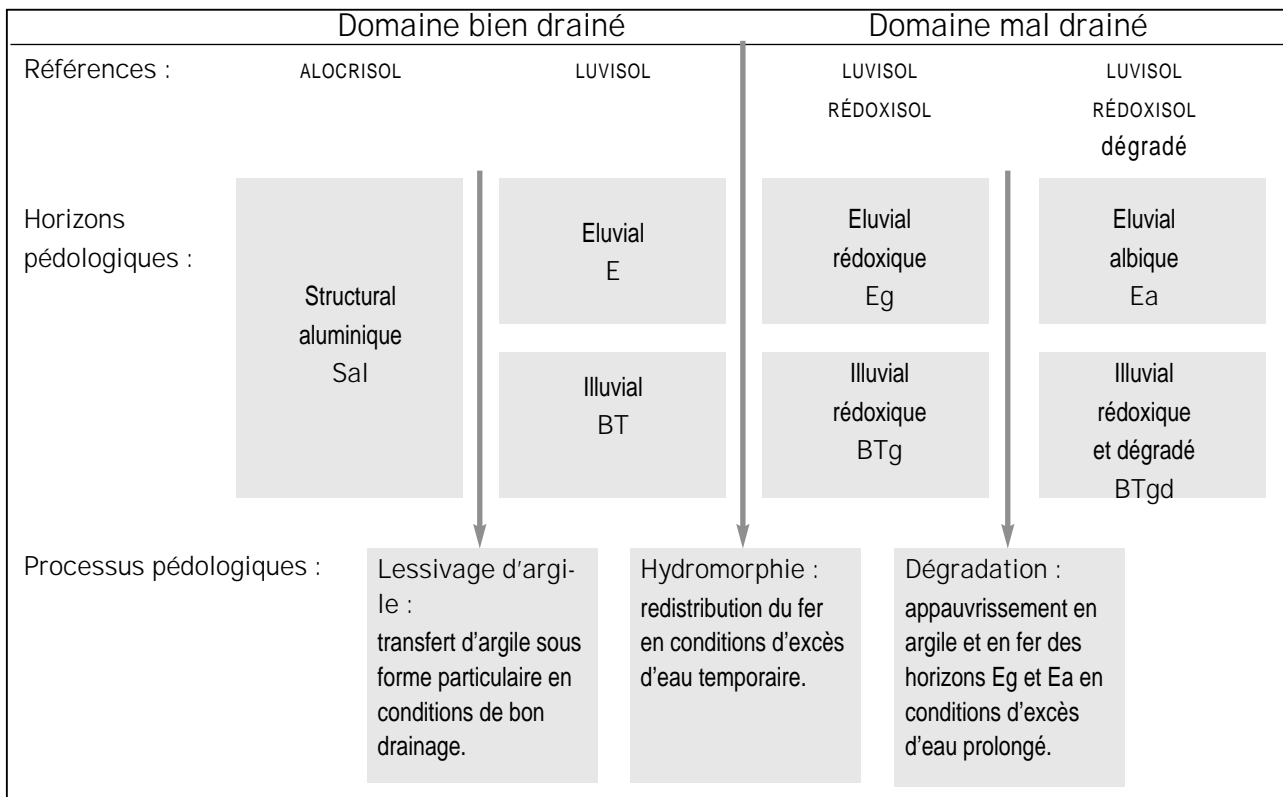 Domaine bien drainé
Domaine mal drainé
Références :
ALOCRISOL
LUVISOL
LUVISOL
RÉDOXISOL
LUVISOL
RÉDOXISOL
dégradé
Horizons
pédologiques :
Structural
aluminique
Sal
Eluvial
E
Eluvial
rédoxique
Eg
Eluvial
albique
Ea
Illuvial
BT
Illuvial
rédoxique
BTg
Illuvial
rédoxique
et dégradé
BTgd
Processus pédologiques :
Lessivage d'argi-
le :
transfert d'argile sous
forme particulaire en
conditions de bon
drainage.
Hydromorphie :
redistribution du fer
en conditions d'excès
d'eau temporaire.
Dégradation :
appauvrissement en
argile et en fer des
horizons Eg et Ea en
conditions d'excès
d'eau prolongé.